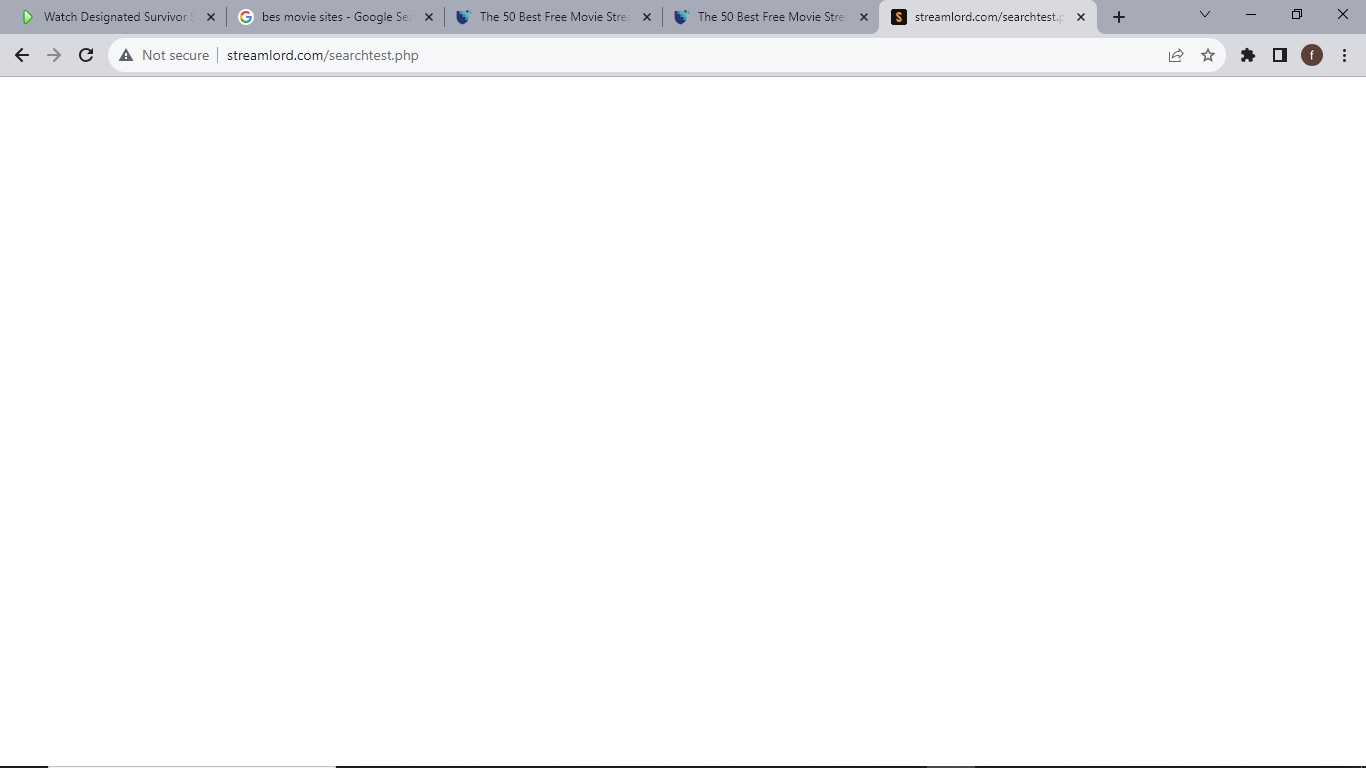 Watch Designated Survivor S
bes movie sites - Google Sea
The 50 Best Free Movie Stre
The 50 Best Free Movie Stre
S
streamlord.com/searchtest.p
Not secure
streamlord.com/searchtest.php
f